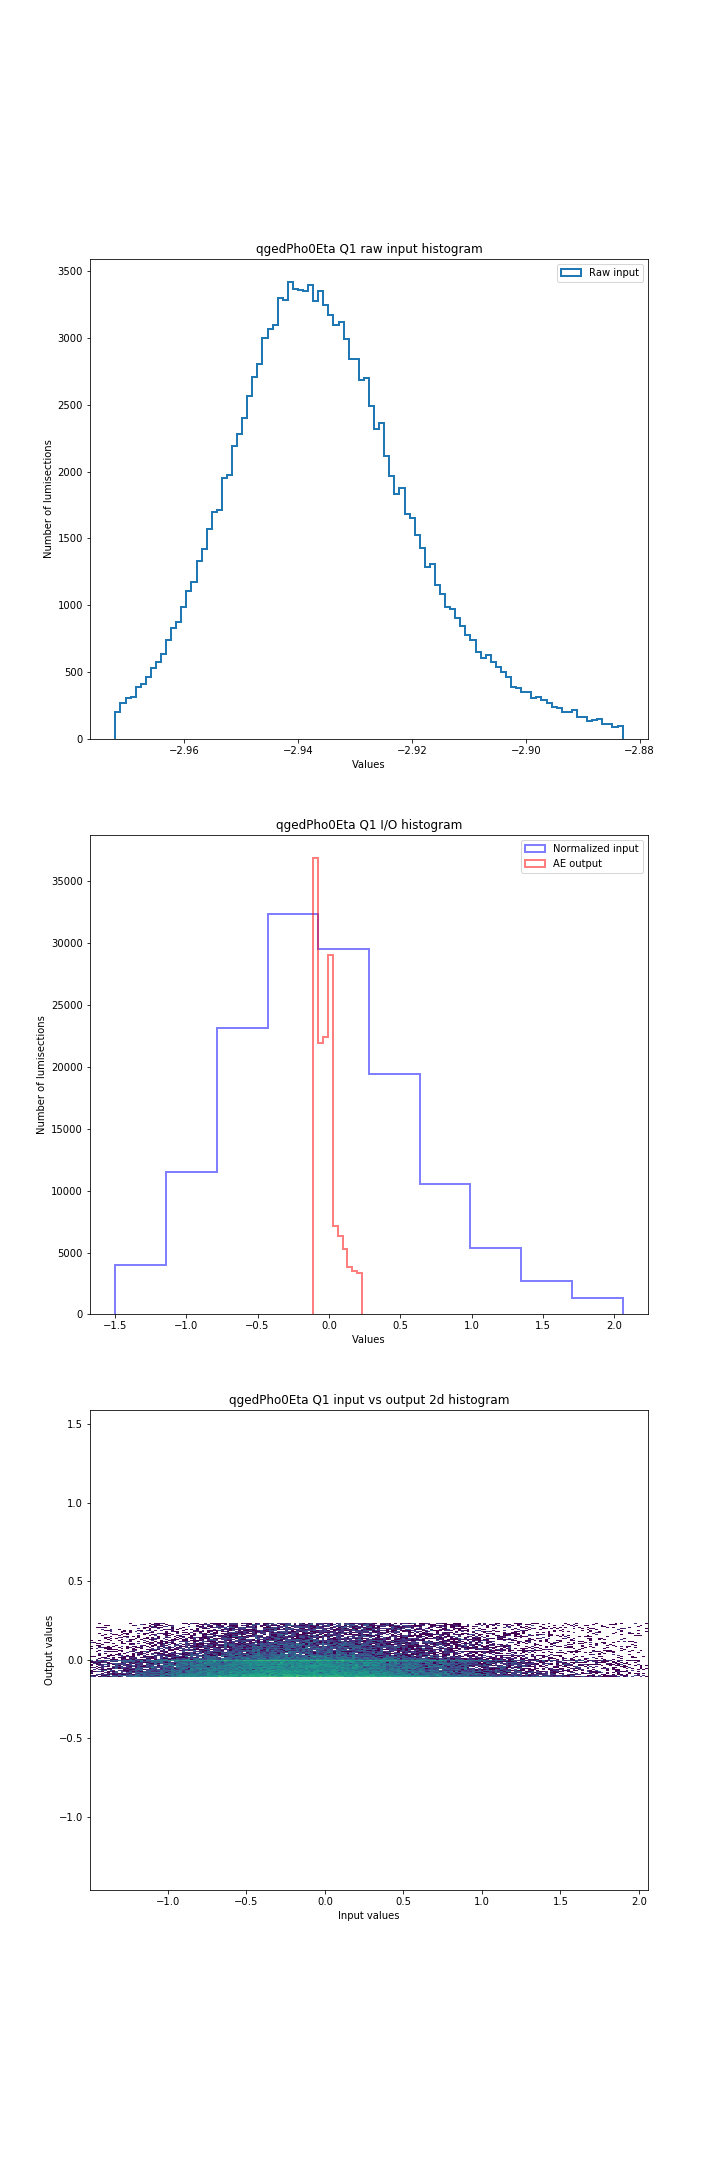 qgedPho0Eta Q1 raw input histogram
Raw input
3500
3000
2500
2000
1500
1000
500
0
Number of lumisections
−2.96 −2.94 −2.92 −2.90 −2.88
Values
qgedPho0Eta Q1 I/O histogram
Normalized input
AE output
35000
30000
25000
20000
15000
10000
5000
0
Number of lumisections
−1.5 −1.0 −0.5 0.0 0.5 1.0 1.5 2.0
Values
qgedPho0Eta Q1 input vs output 2d histogram
1.5
1.0
0.5
0.0
−0.5
−1.0
Output values
−1.0 −0.5 0.0 0.5 1.0 1.5 2.0
Input values